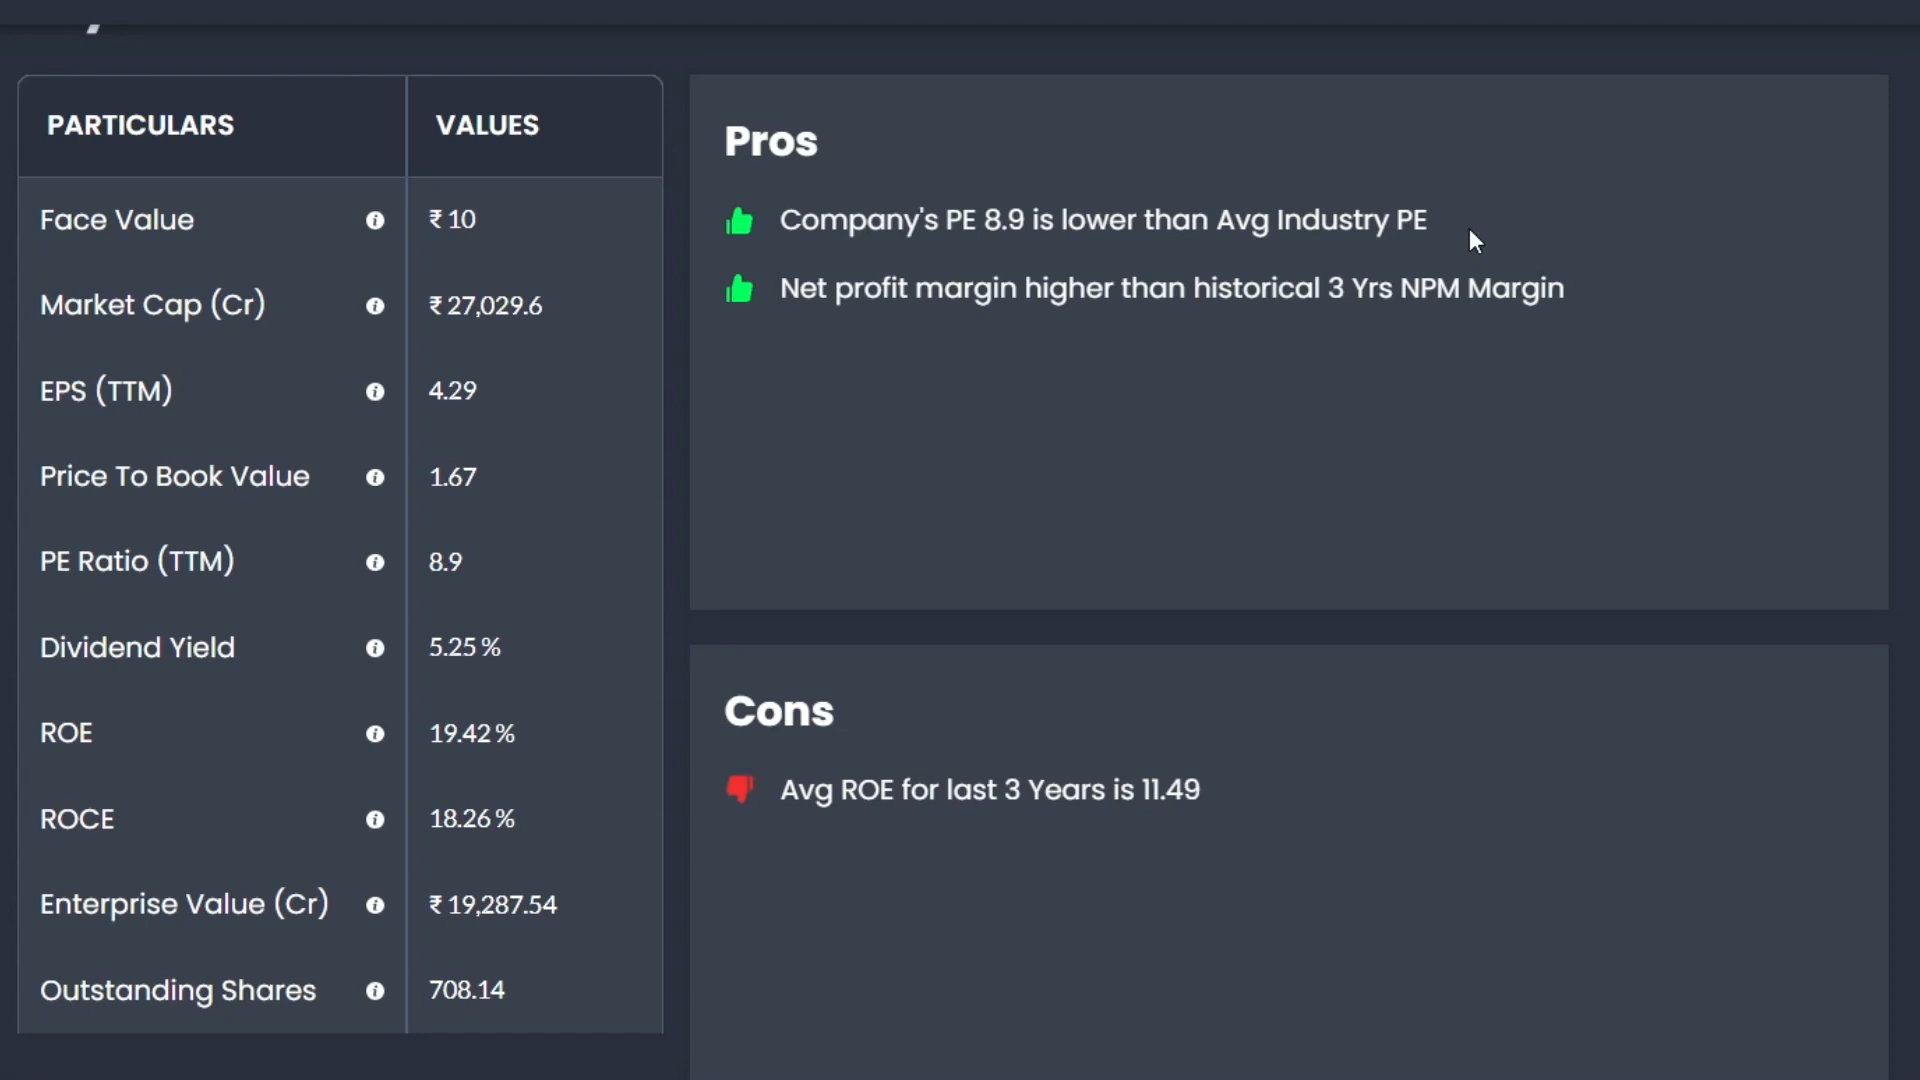 PARTICULARS VALUES
Face Value ₹ 10
Market Cap (Cr) ₹ 27,029.6
EPS (TTM) 4.29
Price To Book Value 1.67
PE Ratio (TTM) 8.9
Dividend Yield 5.25 %
ROE 19.42 %
ROCE 18.26 %
Enterprise Value (Cr) ₹ 19,287.54
Outstanding Shares 708.14
Pros
Company's PE 8.9 is lower than Avg Industry PE
Net profit margin higher than historical 3 Yrs NPM Margin
Cons
Avg ROE for last 3 Years is 11.49